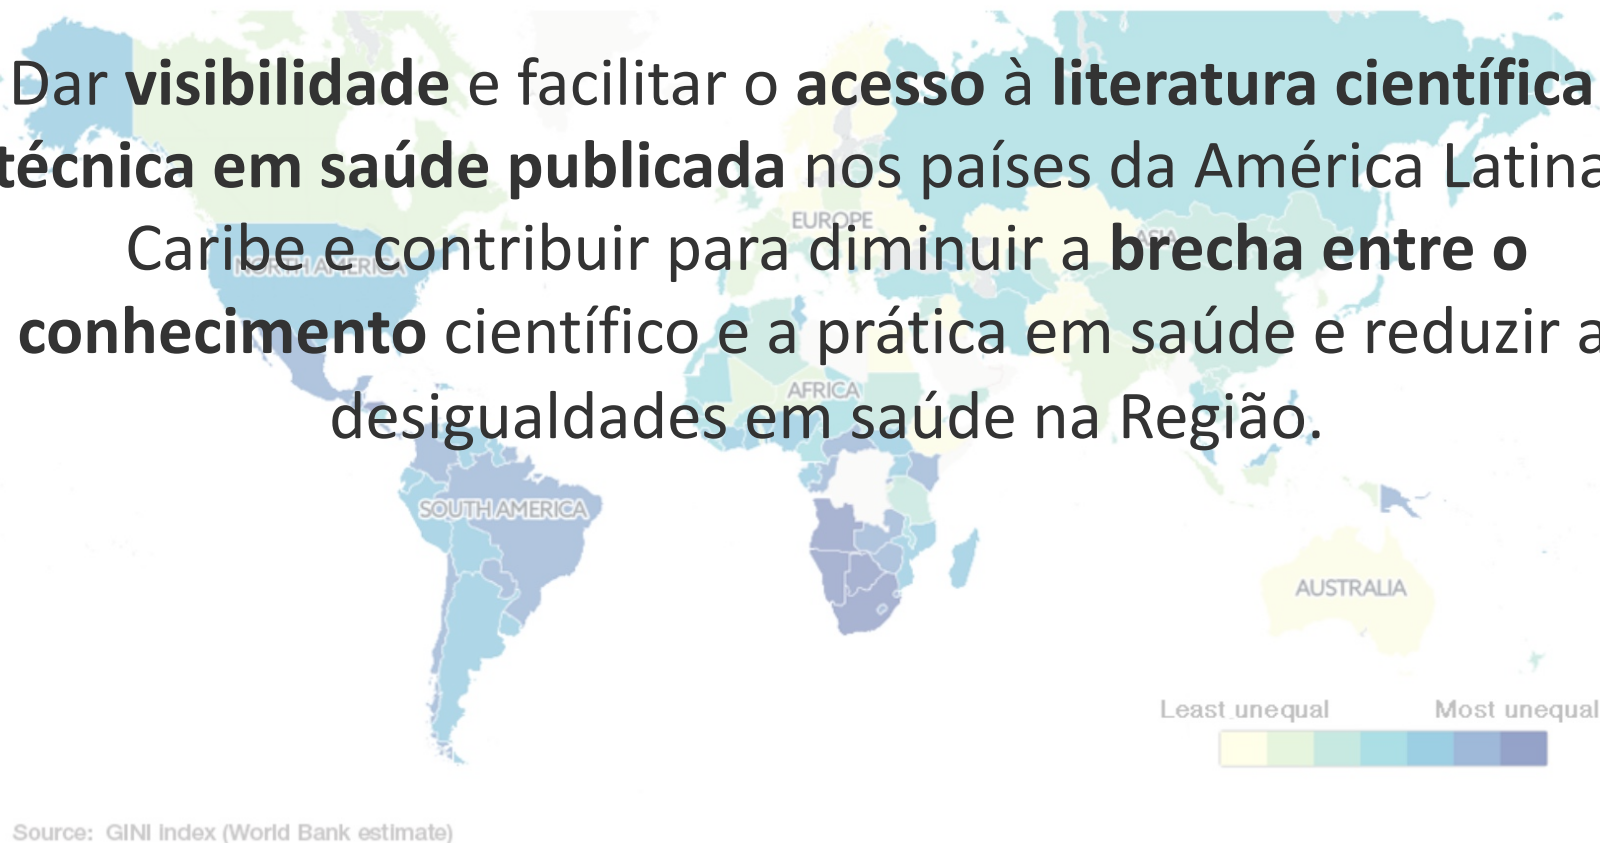 Dar visibilidade e facilitar o acesso à literatura científica
técnica em saúde publicada nos países da América Latina
Caribe e contribuir para diminuir a brecha entre o
conhecimento científico e a prática em saúde e reduzir a
desigualdades em saúde na Região.
NORTH AMERICA
EUROPE
ASIA
AFRICA
SOUTH AMERICA
AUSTRALIA
Least unequal Most unequal
Source: GINI index (World Bank estimate)